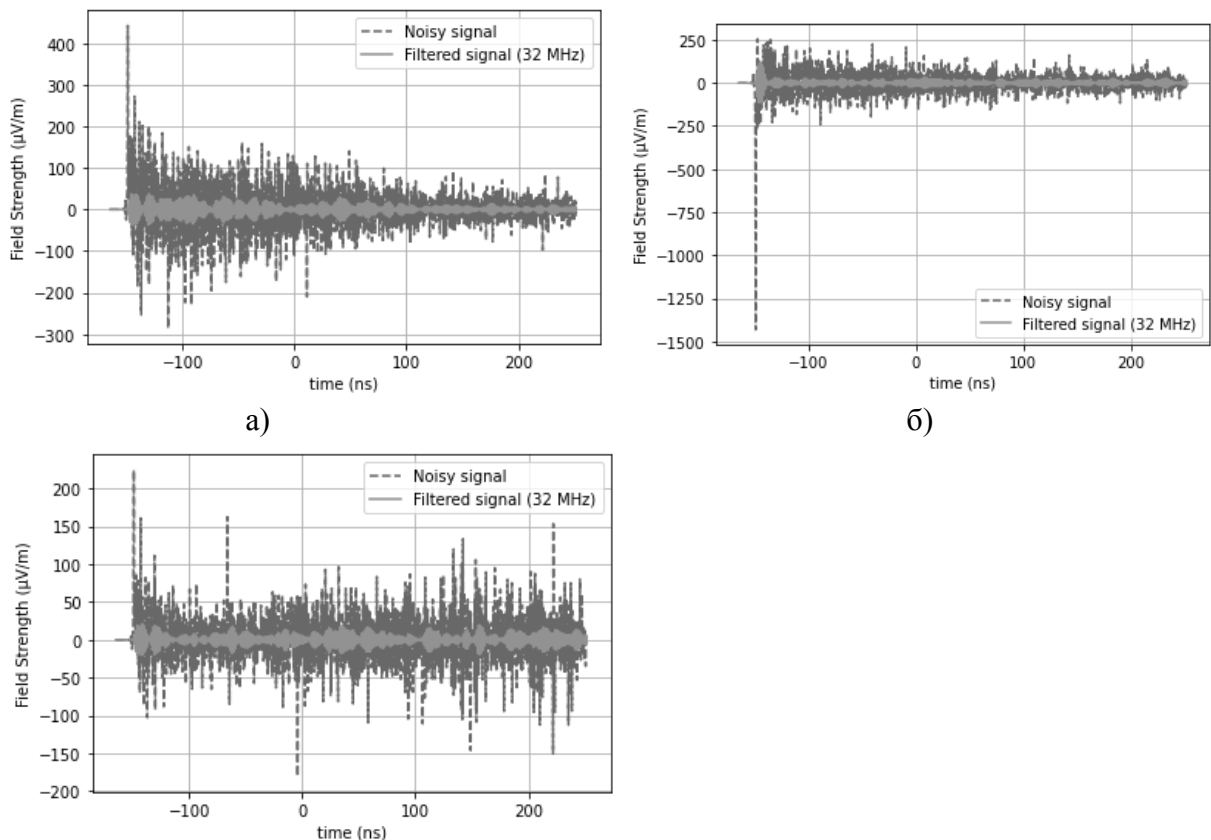 Noisy signal
Filtered signal (32 MHz)
400
300
200
100
0
−100
−200
−300
Field Strength (µV/m)
−100 0 100 200
time (ns)
а)
250
0
−250
−500
−750
−1000
−1250
−1500
Field Strength (µV/m)
Noisy signal
Filtered signal (32 MHz)
−100 0 100 200
time (ns)
б)
Noisy signal
Filtered signal (32 MHz)
200
150
100
50
0
−50
−100
−150
−200
Field Strength (µV/m)
−100 0 100 200
time (ns)